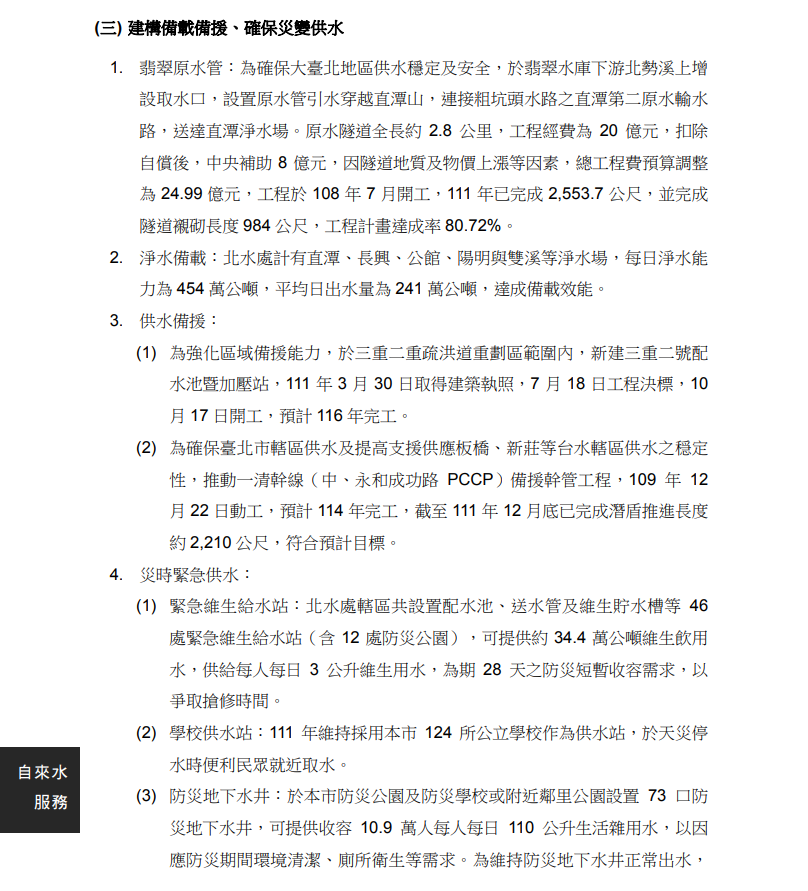 (三) 建構備載備援、確保災變供水
1. 翡翠原水管：為確保大臺北地區供水穩定及安全，於翡翠水庫下游北勢溪上增
設取水口，設置原水管引水穿越直潭山，連接粗坑頭水路之直潭第二原水輸水
路，送達直潭淨水場。原水隧道全長約 2.8 公里，工程經費為 20 億元，扣除
自償後，中央補助 8 億元，因隧道地質及物價上漲等因素，總工程費預算調整
為 24.99 億元，工程於 108 年 7 月開工，111 年已完成 2,553.7 公尺，並完成
隧道襯砌長度 984 公尺，工程計畫達成率 80.72%。
2. 淨水備載：北水處計有直潭、長興、公館、陽明與雙溪等淨水場，每日淨水能
力為 454 萬公噸，平均日出水量為 241 萬公噸，達成備載效能。
3. 供水備援：
(1) 為強化區域備援能力，於三重二重疏洪道重劃區範圍內，新建三重二號配
水池暨加壓站，111 年 3 月 30 日取得建築執照，7 月 18 日工程決標，10
月 17 日開工，預計 116 年完工。
(2) 為確保臺北市轄區供水及提高支援供應板橋、新莊等台水轄區供水之穩定
性，推動一清幹線（中、永和成功路 PCCP）備援幹管工程，109 年 12
月 22 日動工，預計 114 年完工，截至 111 年 12 月底已完成潛盾推進長度
約 2,210 公尺，符合預計目標。
4. 災時緊急供水：
(1) 緊急維生給水站：北水處轄區共設置配水池、送水管及維生貯水槽等 46
處緊急維生給水站（含 12 處防災公園），可提供約 34.4 萬公噸維生飲用
水，供給每人每日 3 公升維生用水，為期 28 天之防災短暫收容需求，以
爭取搶修時間。
(2) 學校供水站：111 年維持採用本市 124 所公立學校作為供水站，於天災停
水時便利民眾就近取水。
(3) 防災地下水井：於本市防災公園及防災學校或附近鄰里公園設置 73 口防
災地下水井，可提供收容 10.9 萬人每人每日 110 公升生活雜用水，以因
應防災期間環境清潔、廁所衛生等需求。為維持防災地下水井正常出水，
自來水
服務